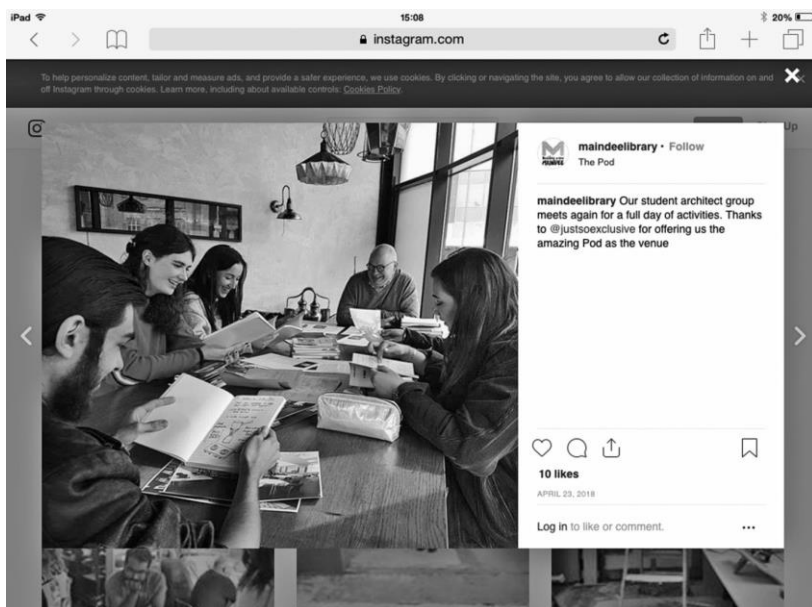 iPad
15:08
20%
instagram.com
To help personalize content, tailor and measure ads, and provide a safer experience, we use cookies. By clicking or navigating the site, you agree to allow our collection of information on and
off Instagram through cookies. Learn more, including about available controls: Cookies Policy.
Up
maindeelibrary • Follow
The Pod
maindeelibrary Our student architect group
meets again for a full day of activities. Thanks
to @justsoexclusive for offering us the
amazing Pod as the venue
10 likes
APRIL 23, 2018
Log in to like or comment.